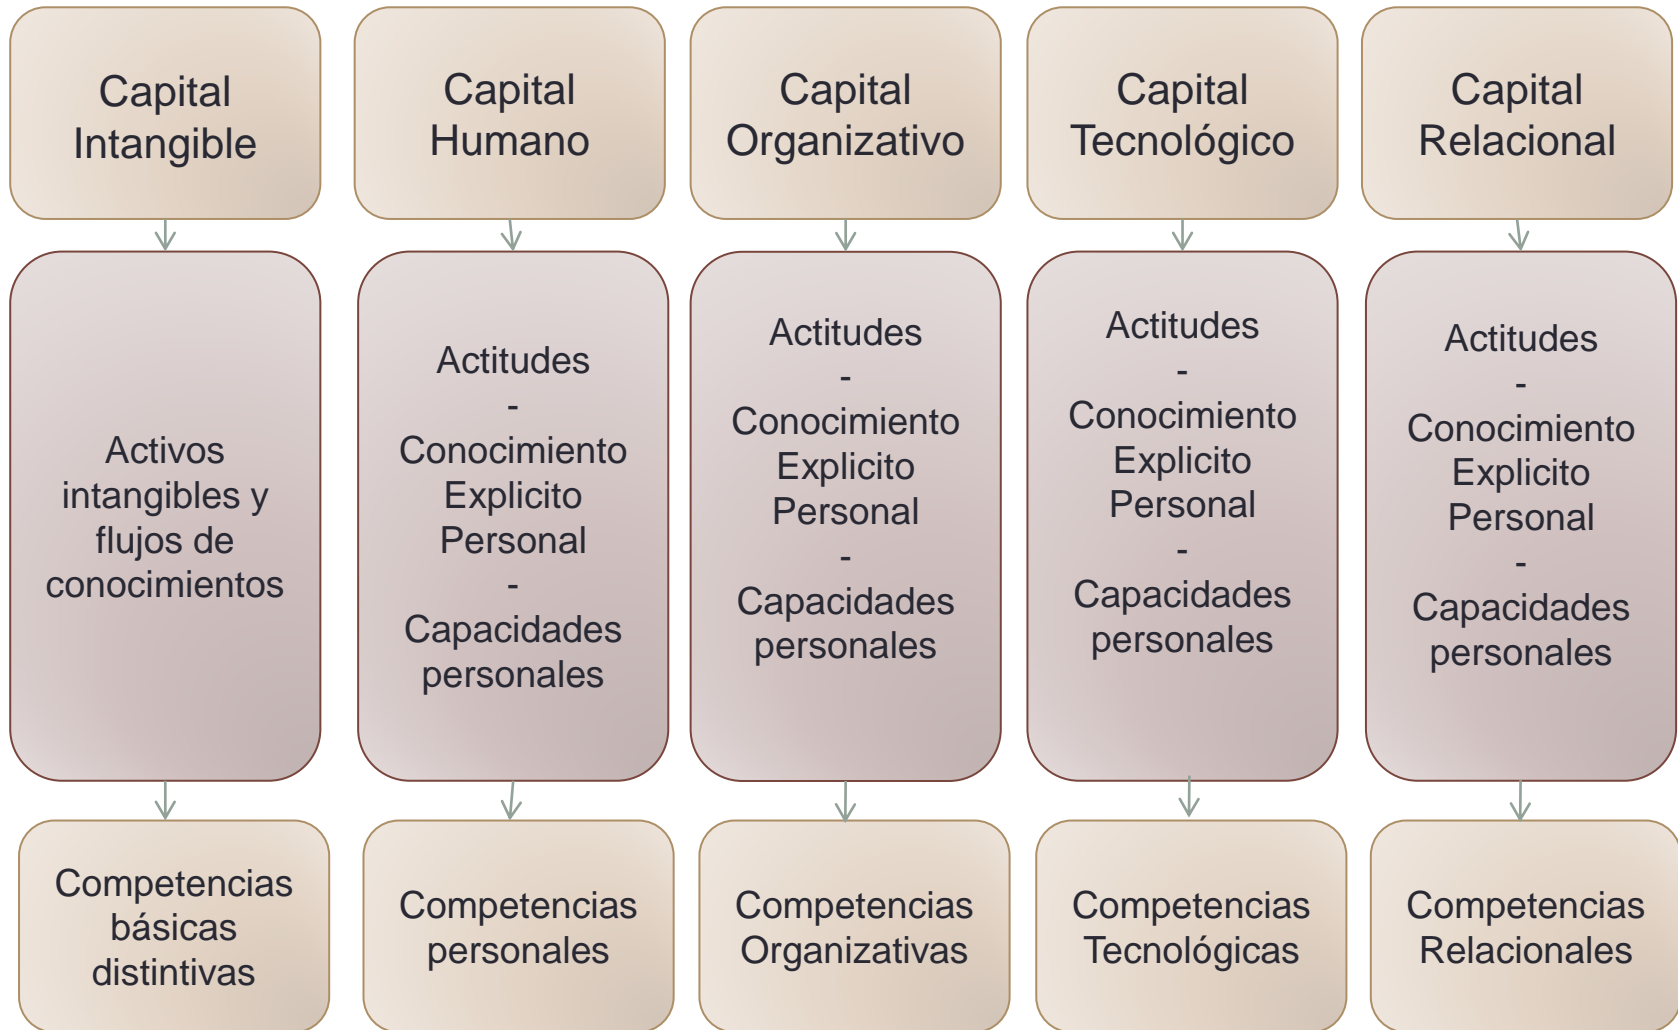 Capital
Intangible
Capital
Humano
Capital
Organizativo
Capital
Tecnológico
Capital
Relacional
Activos
intangibles y
flujos de
conocimientos
Actitudes
-
Conocimiento
Explicito
Personal
-
Capacidades
personales
Actitudes
-
Conocimiento
Explicito
Personal
-
Capacidades
personales
Actitudes
-
Conocimiento
Explicito
Personal
-
Capacidades
personales
Actitudes
-
Conocimiento
Explicito
Personal
-
Capacidades
personales
Competencias
básicas
distintivas
Competencias
personales
Competencias
Organizativas
Competencias
Tecnológicas
Competencias
Relacionales